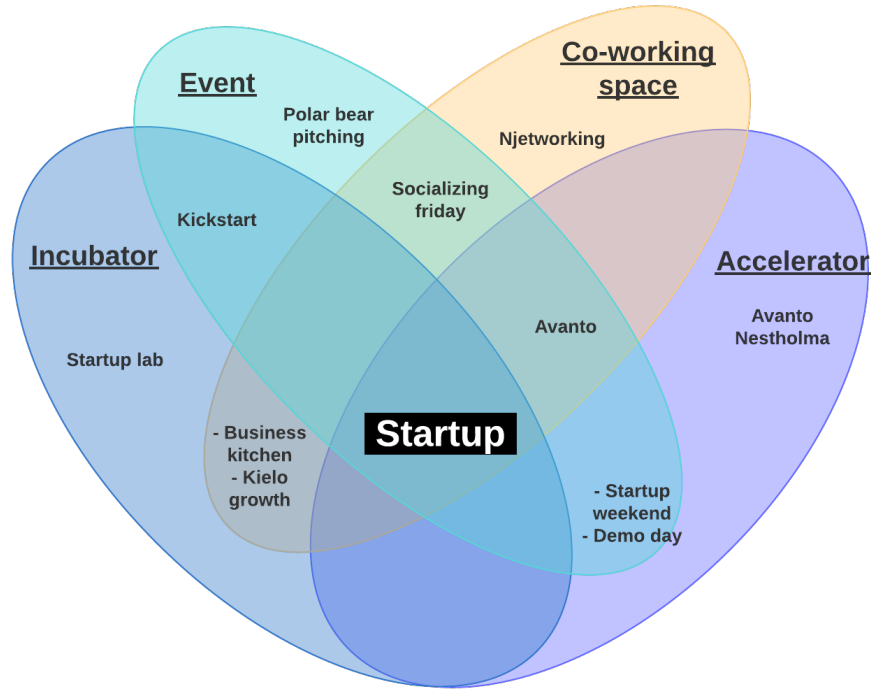 Co-working
space
Event
Polar bear
pitching
Njetworking
Socializing
friday
Kickstart
Incubator
Accelerator
Avanto
Nestholma
Avanto
Startup lab
Startup
- Business
kitchen
- Kielo
growth
- Startup
weekend
- Demo day